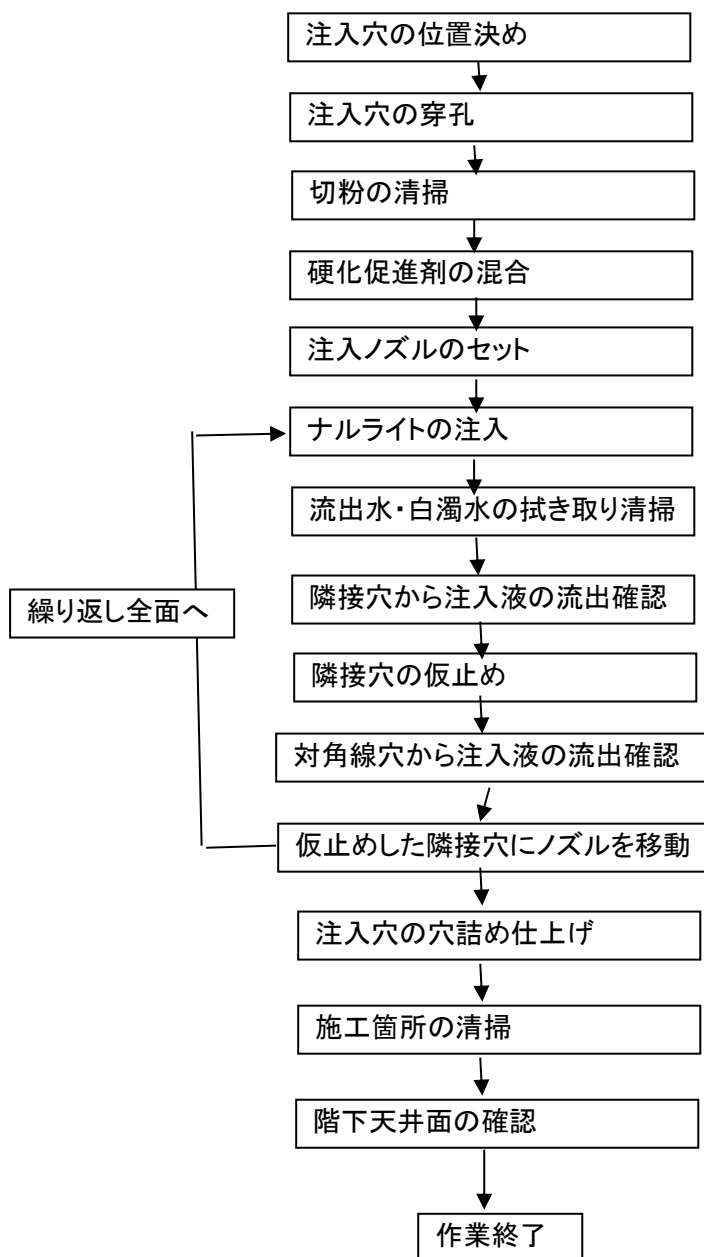 注入穴の位置決め
注入穴の穿孔
切粉の清掃
硬化促進剤の混合
注入ノズルのセット
ナルライトの注入
流出水・白濁水の拭き取り清掃
隣接穴から注入液の流出確認
繰り返し全面へ
隣接穴の仮止め
対角線穴から注入液の流出確認
仮止めした隣接穴にノズルを移動
注入穴の穴詰め仕上げ
施工箇所の清掃
階下天井面の確認
作業終了